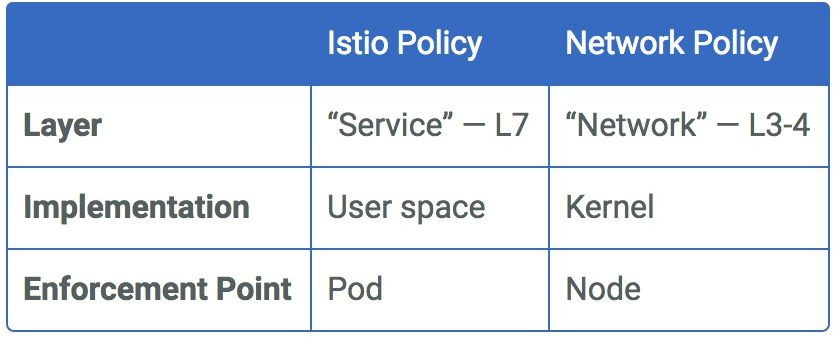 Istio Policy Network Policy
Layer “Service” — L7 “Network” — L3-4
Implementation User space Kernel
Enforcement Point Pod Node